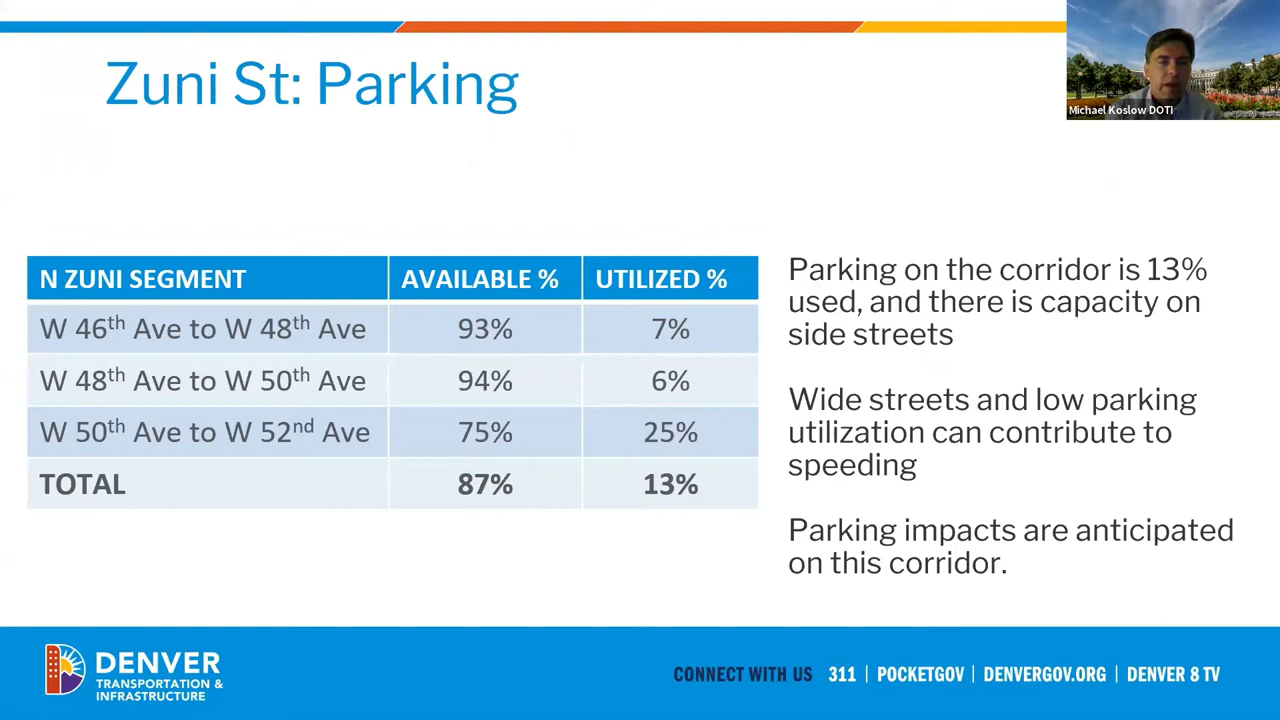 Zuni St: Parking
Michael Koslow DOTI
N ZUNI SEGMENT AVAILABLE % UTILIZED %
W 46th Ave to W 48th Ave 93% 7%
W 48th Ave to W 50th Ave 94% 6%
W 50th Ave to W 52nd Ave 75% 25%
TOTAL 87% 13%
Parking on the corridor is 13%
used, and there is capacity on
side streets
Wide streets and low parking
utilization can contribute to
speeding
Parking impacts are anticipated
on this corridor.
DENVER
TRANSPORTATION &
INFRASTRUCTURE
CONNECT WITH US 311 | POCKETGOV | DENVERGOV.ORG | DENVER 8 TV